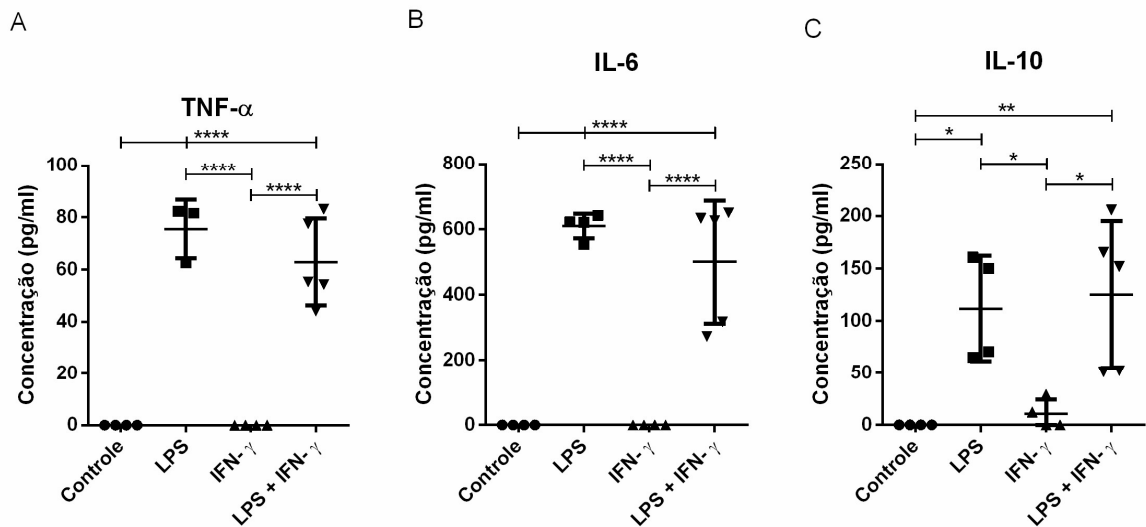 A
TNF-α
****
****
****
Concentração (pg/ml)
100
80
60
40
20
0
Controle
LPS
IFN- γ
LPS + IFN- γ
B
IL-6
****
****
****
Concentração (pg/ml)
800
600
400
200
0
Controle
LPS
IFN- γ
LPS + IFN- γ
C
IL-10
**
*
*
*
Concentração (pg/ml)
250
200
150
100
50
0
Controle
LPS
IFN- γ
LPS + IFN- γ